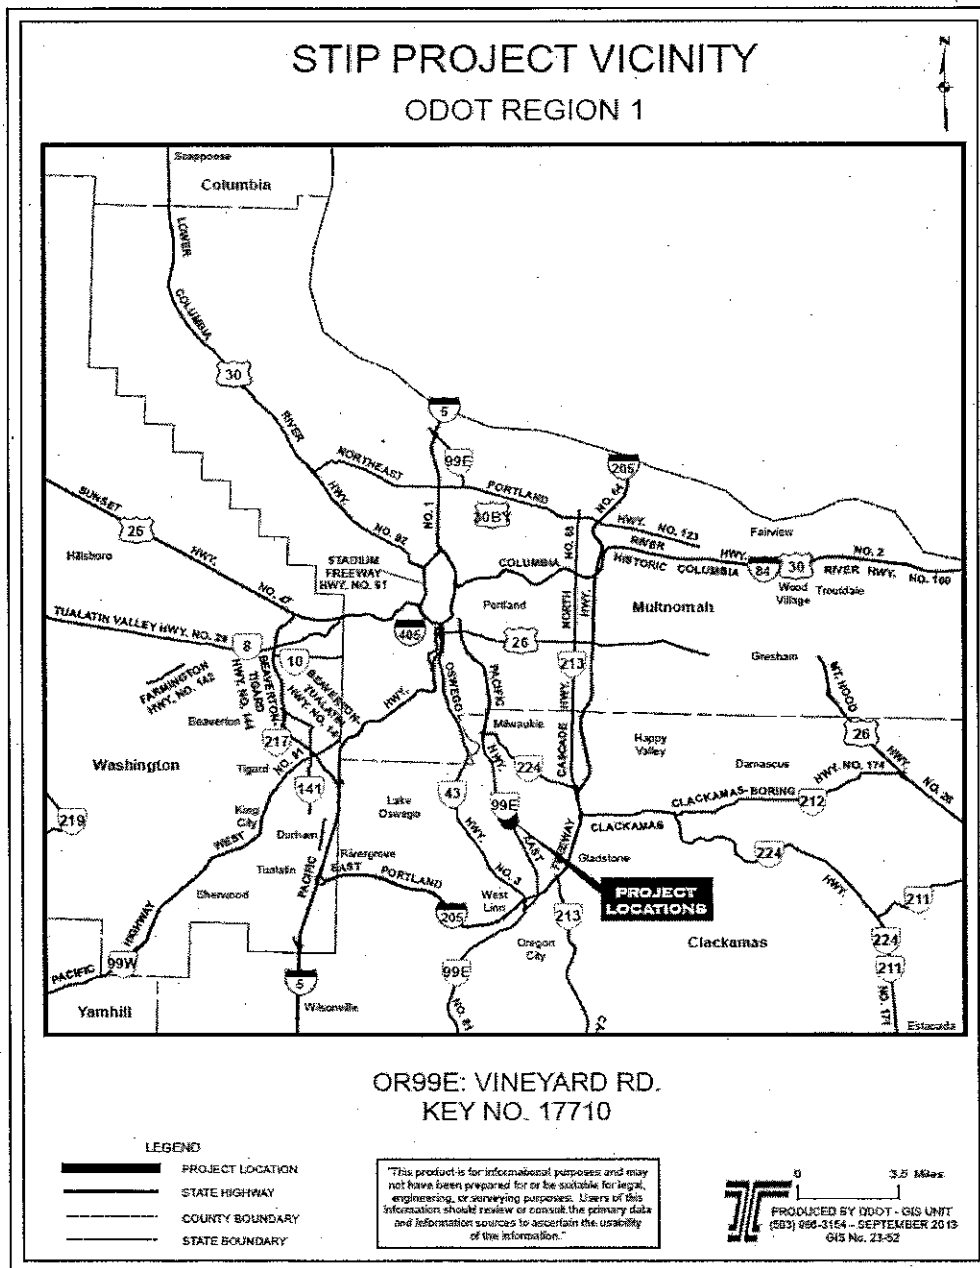 STIP PROJECT VICINITY
ODOT REGION 1
N
Scappoose
Columbia
LOWER
COLUMBIA
30
RIVER
HWY.
NO. 92
5
99E
NORTHEAST
PORTLAND
205
NO. 64
30BY
NO. 1
NO. 68
HWY. NO. 123
SUNSET
26
HWY.
NO. 47
Hillsboro
STADIUM
FREEWAY
HWY. NO. 61
COLUMBIA
RIVER
HWY.
NO. 2
HISTORIC COLUMBIA
RIVER HWY.
NO. 100
84
30
Fairview
Wood
Village
Troutdale
Portland
Multnomah
NORTH
HWY.
TUALATIN VALLEY HWY. NO. 29
8
405
26
Gresham
10
FARMINGTON
HWY. NO. 142
BEAVERTON-
TIGARD
HWY. NO. 144
BEAVERTON-
TUALATIN
HWY. NO. 141
HWY.
OSWEGO
PACIFIC
213
MT. HOOD
26
HWY.
NO. 26
Beaverton
217
NO. 91
Washington
Tigard
Milwaukie
HWY.
224
CASCADE
HWY.
Happy
Valley
Damascus
HWY. NO. 174
CLACKAMAS-BORING
212
141
King
City
Durham
Lake
Oswego
43
HWY.
NO. 3
99E
EAST
CLACKAMAS
224
HWY.
219
WEST
Tualatin
Rivergrove
EAST PORTLAND
FREEWAY
Gladstone
PROJECT
LOCATIONS
PACIFIC
Sherwood
205
West
Linn
213
211
HIGHWAY
99W
PACIFIC
Oregon
City
Clackamas
224
211
99E
5
Yamhill
Wilsonville
NO. 81
CA
NO. 171
Estacada
OR99E: VINEYARD RD.
KEY NO. 17710
LEGEND
PROJECT LOCATION
STATE HIGHWAY
COUNTY BOUNDARY
STATE BOUNDARY
"This product is for informational purposes and may
not have been prepared for or be suitable for legal,
engineering, or surveying purposes. Users of this
information should review or consult the primary data
and information sources to ascertain the usability
of the information."
0 3.5 Miles
PRODUCED BY ODOT - GIS UNIT
(503) 986-3154 - SEPTEMBER 2013
GIS No. 23-52